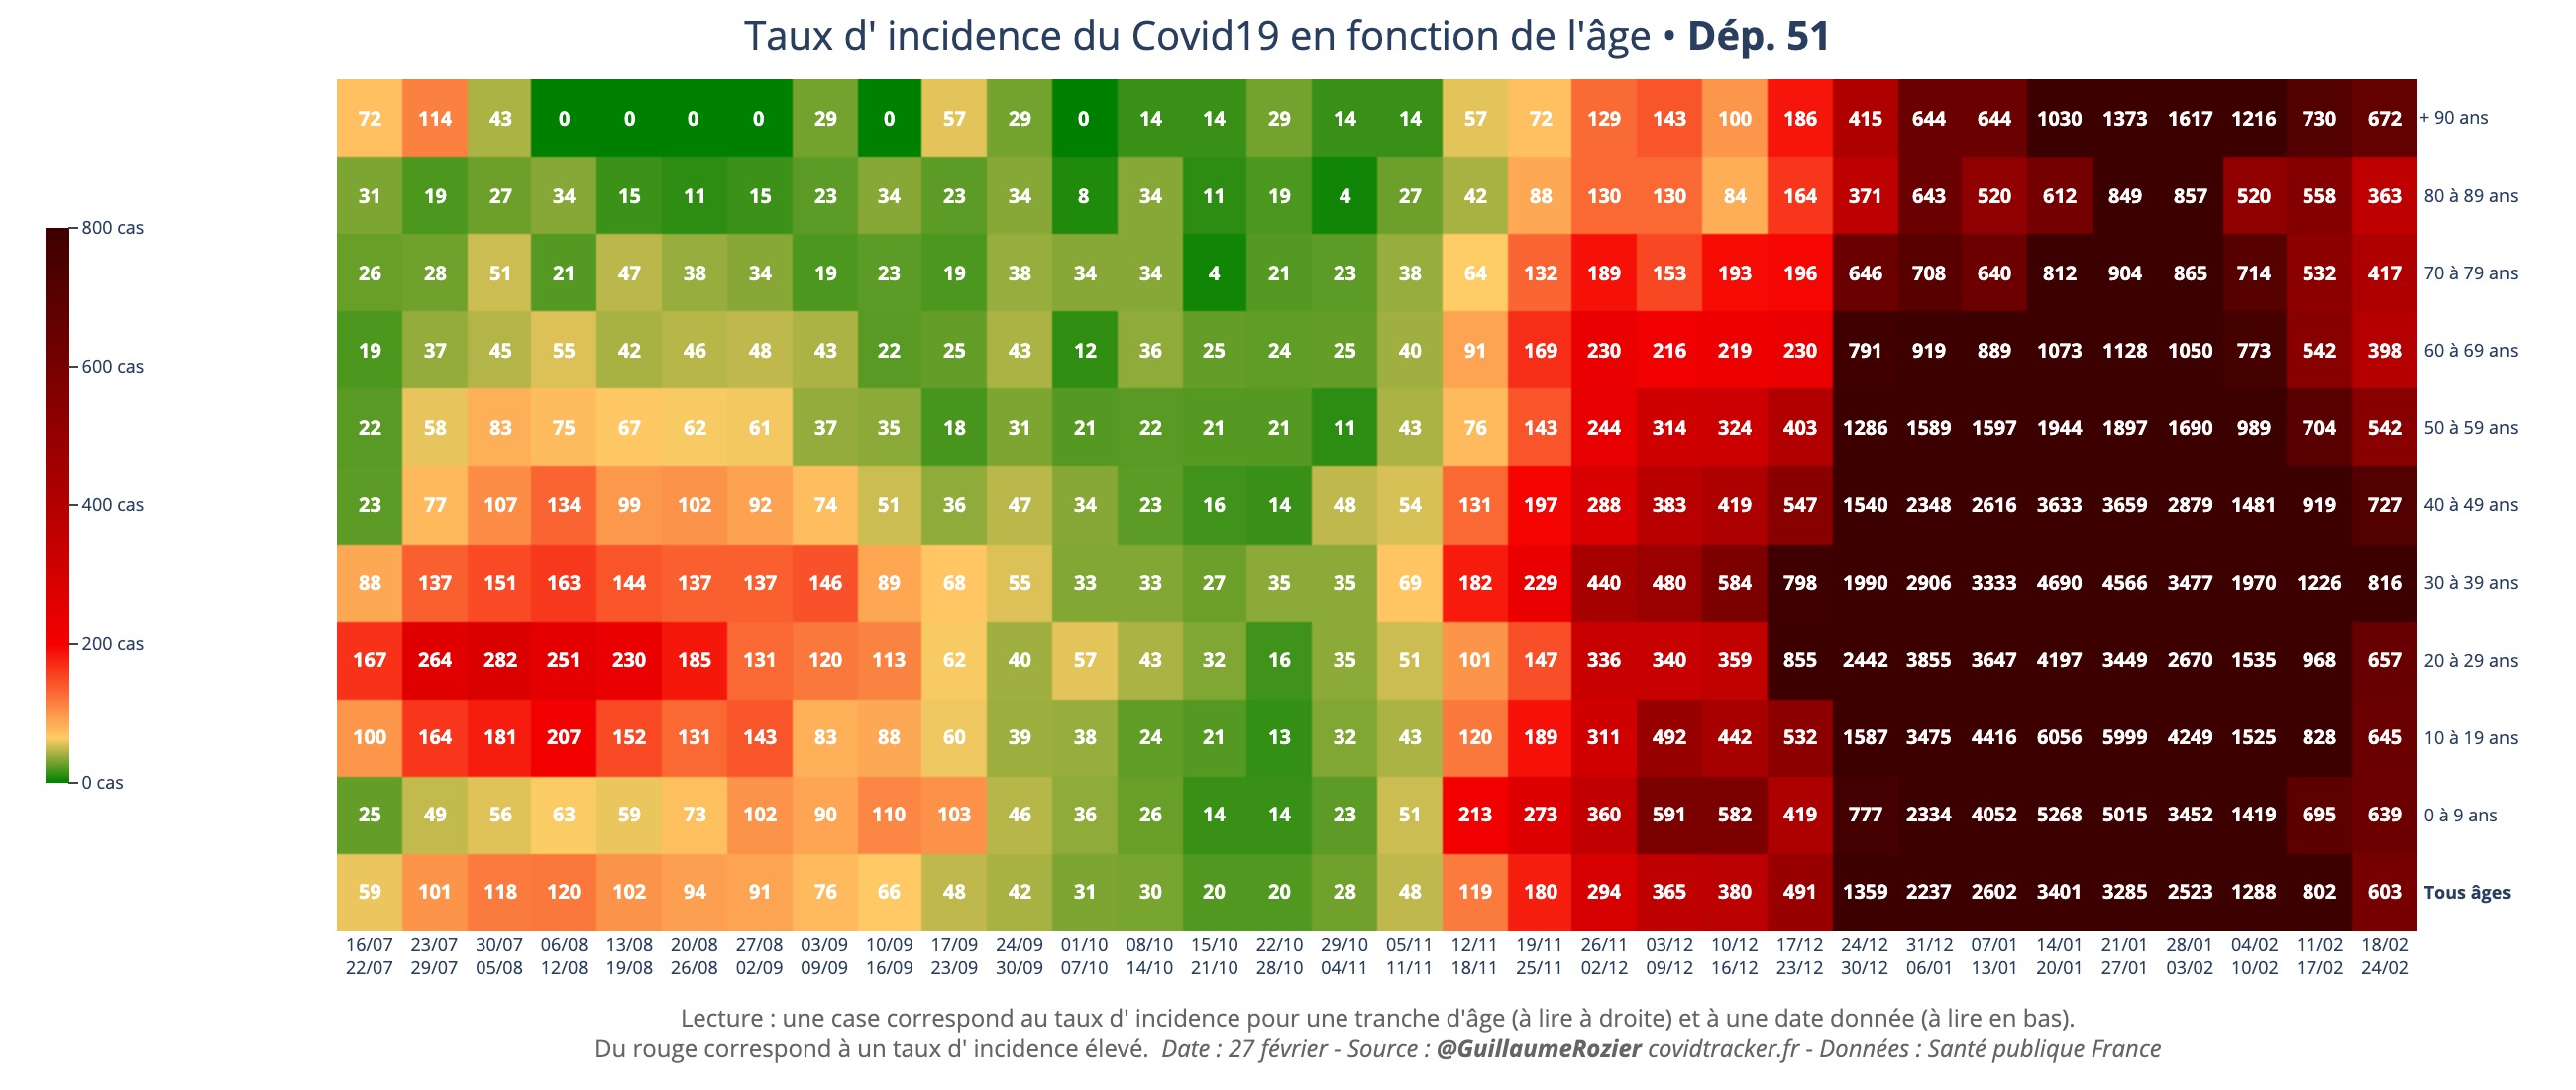 Taux d' incidence du Covid19 en fonction de l'âge • Dép. 51
72 114 43 0 0 0 0 29 0 57 29 0 14 14 29 14 14 57 72 129 143 100 186 415 644 644 1030 1373 1617 1216 730 672 + 90 ans
31 19 27 34 15 11 15 23 34 23 34 8 34 11 19 4 27 42 88 130 130 84 164 371 643 520 612 849 857 520 558 363 80 à 89 ans
800 cas
26 28 51 21 47 38 34 19 23 19 38 34 34 4 21 23 38 64 132 189 153 193 196 646 708 640 812 904 865 714 532 417 70 à 79 ans
19 37 45 55 42 46 48 43 22 25 43 12 36 25 24 25 40 91 169 230 216 219 230 791 919 889 1073 1128 1050 773 542 398 60 à 69 ans
600 cas
22 58 83 75 67 62 61 37 35 18 31 21 22 21 21 11 43 76 143 244 314 324 403 1286 1589 1597 1944 1897 1690 989 704 542 50 à 59 ans
400 cas
23 77 107 134 99 102 92 74 51 36 47 34 23 16 14 48 54 131 197 288 383 419 547 1540 2348 2616 3633 3659 2879 1481 919 727 40 à 49 ans
88 137 151 163 144 137 137 146 89 68 55 33 33 27 35 35 69 182 229 440 480 584 798 1990 2906 3333 4690 4566 3477 1970 1226 816 30 à 39 ans
200 cas
167 264 282 251 230 185 131 120 113 62 40 57 43 32 16 35 51 101 147 336 340 359 855 2442 3855 3647 4197 3449 2670 1535 968 657 20 à 29 ans
100 164 181 207 152 131 143 83 88 60 39 38 24 21 13 32 43 120 189 311 492 442 532 1587 3475 4416 6056 5999 4249 1525 828 645 10 à 19 ans
0 cas
25 49 56 63 59 73 102 90 110 103 46 36 26 14 14 23 51 213 273 360 591 582 419 777 2334 4052 5268 5015 3452 1419 695 639 0 à 9 ans
59 101 118 120 102 94 91 76 66 48 42 31 30 20 20 28 48 119 180 294 365 380 491 1359 2237 2602 3401 3285 2523 1288 802 603 Tous âges
16/07 23/07 30/07 06/08 13/08 20/08 27/08 03/09 10/09 17/09 24/09 01/10 08/10 15/10 22/10 29/10 05/11 12/11 19/11 26/11 03/12 10/12 17/12 24/12 31/12 07/01 14/01 21/01 28/01 04/02 11/02 18/02
22/07 29/07 05/08 12/08 19/08 26/08 02/09 09/09 16/09 23/09 30/09 07/10 14/10 21/10 28/10 04/11 11/11 18/11 25/11 02/12 09/12 16/12 23/12 30/12 06/01 13/01 20/01 27/01 03/02 10/02 17/02 24/02
Lecture : une case correspond au taux d' incidence pour une tranche d'âge (à lire à droite) et à une date donnée (à lire en bas).
Du rouge correspond à un taux d' incidence élevé. Date : 27 février - Source : @GuillaumeRozier covidtracker.fr - Données : Santé publique France